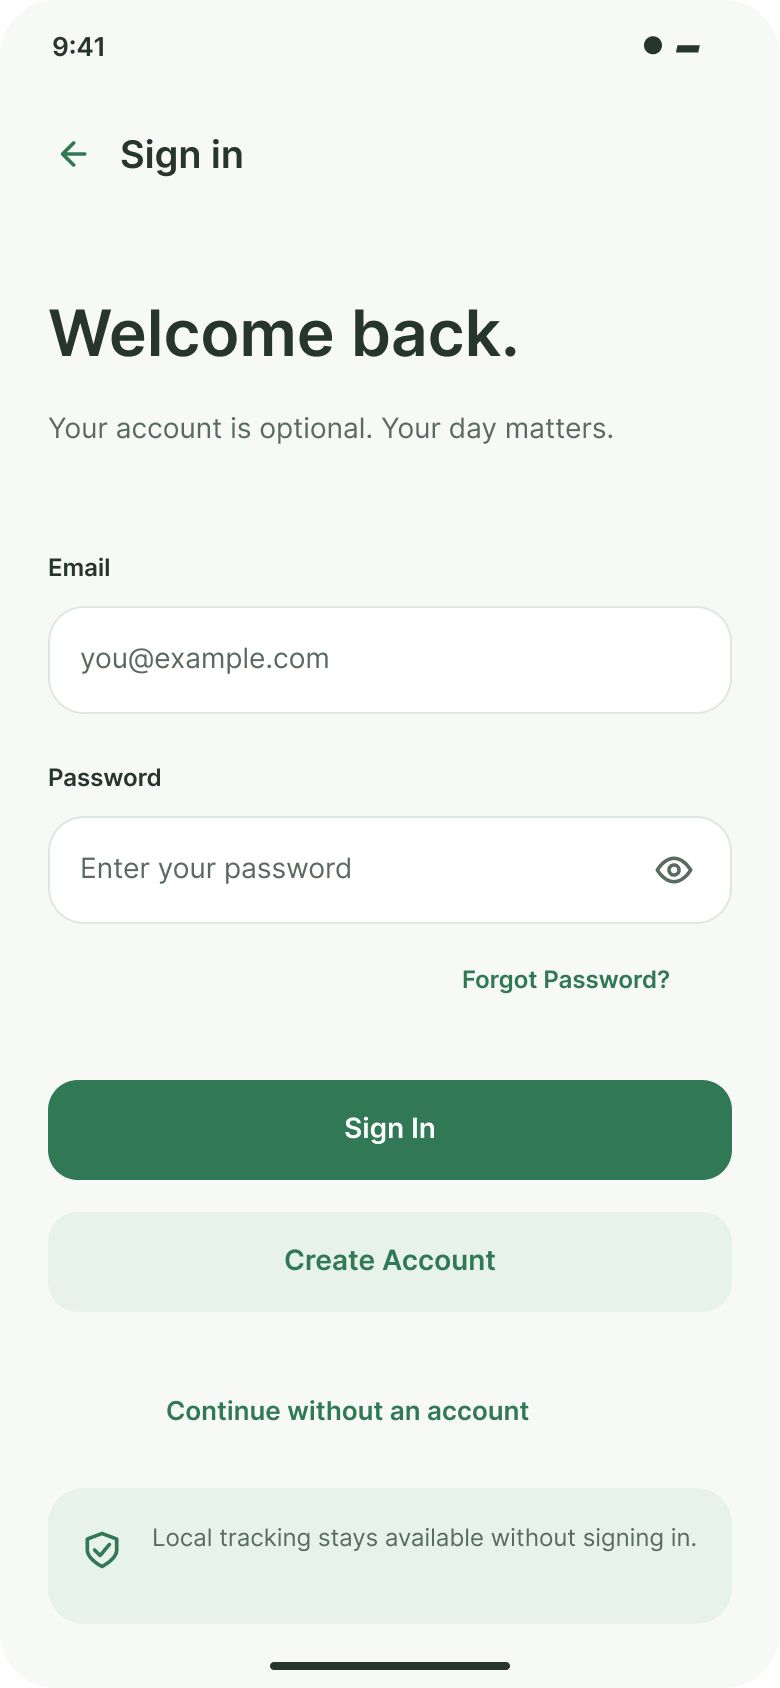 9:41
Sign in
Welcome back.
Your account is optional. Your day matters.
Email
you@example.com
Password
Enter your password
Forgot Password?
Sign In
Create Account
Continue without an account
Local tracking stays available without signing in.